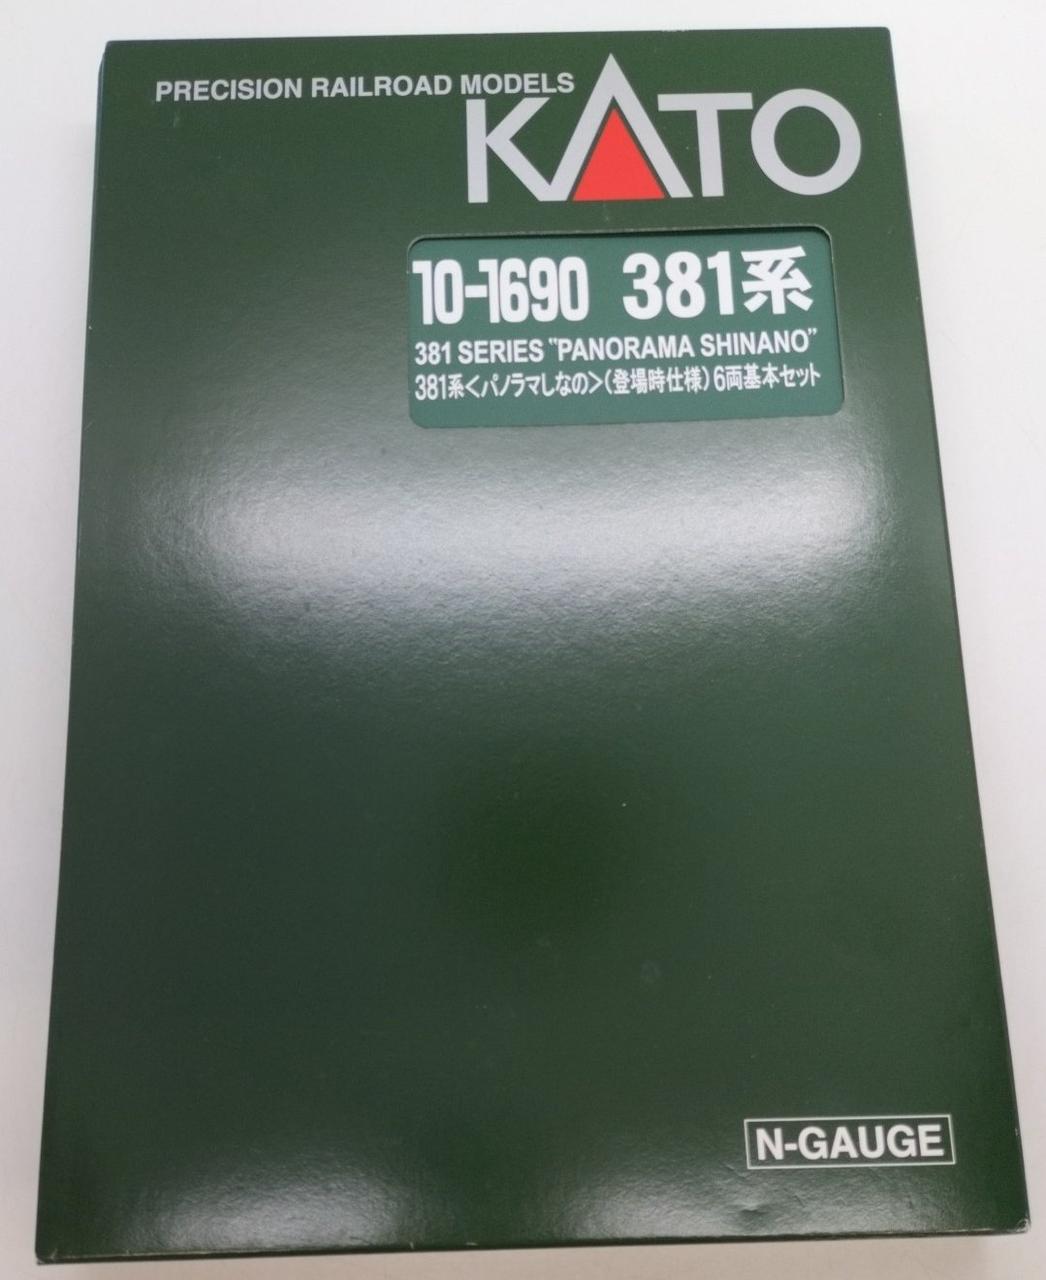 PRECISION RAILROAD MODELS
KATO
10-1690 381系
381 SERIES "PANORAMA SHINANO"
381系<パノラマしなの>(登場時仕様)6両基本セット
N-GAUGE